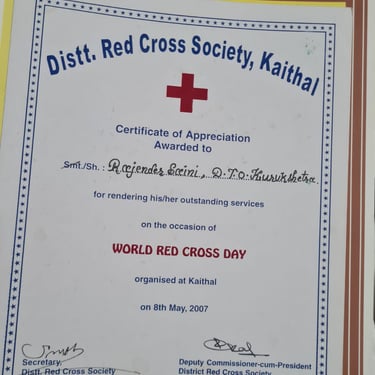 Distt. Red Cross Society, Kaithal
Certificate of Appreciation
Awarded to
Smt./Sh. : Rajender Saini, D.T.O. Kurukshetra.
for rendering his/her outstanding services
on the occasion of
WORLD RED CROSS DAY
organised at Kaithal
on 8th May, 2007
Secretary,
Distt. Red Cross Society
Deputy Commissioner-cum-President
District Red Cross Society